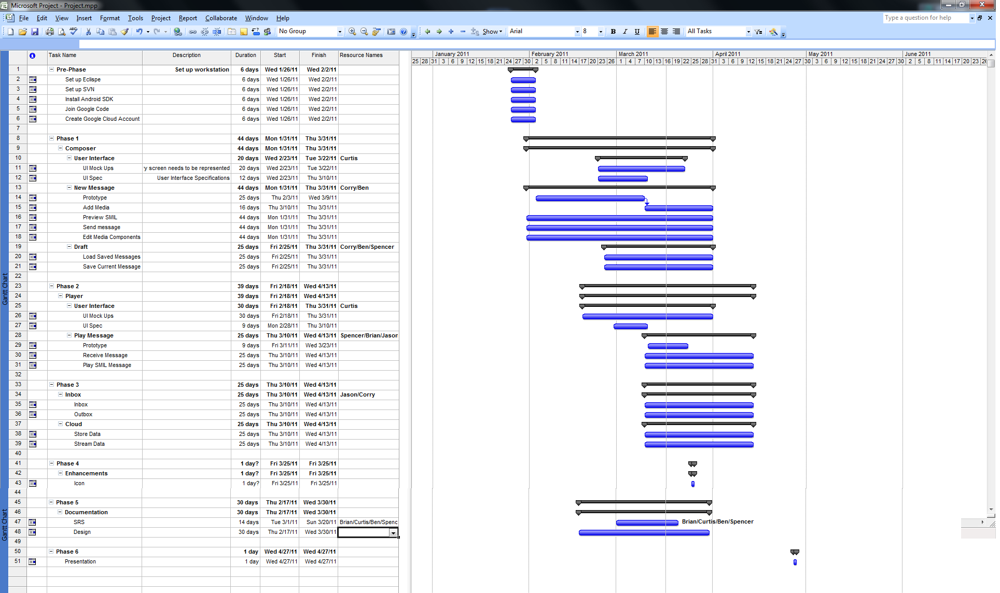 Microsoft Project - Project.mpp
File Edit View Insert Format Tools Project Report Collaborate Window Help
Type a question for help
No Group Show Arial 8 B I U All Tasks
Task Name Description Duration Start Finish Resource Names
January 2011 February 2011 March 2011 April 2011 May 2011 June 2011
25 28 31 3 6 9 12 15 18 21 24 27 30 2 5 8 11 14 17 20 23 26 1 4 7 10 13 16 19 22 25 28 31 3 6 9 12 15 18 21 24 27 30 3 6 9 12 15 18 21 24 27 30 2 5 8 11 14 17 20 23 26
1 Pre-Phase Set up workstation 6 days Wed 1/26/11 Wed 2/2/11
2 Set up Eclispe 6 days Wed 1/26/11 Wed 2/2/11
3 Set up SVN 6 days Wed 1/26/11 Wed 2/2/11
4 Install Android SDK 6 days Wed 1/26/11 Wed 2/2/11
5 Join Google Code 6 days Wed 1/26/11 Wed 2/2/11
6 Create Google Cloud Account 6 days Wed 1/26/11 Wed 2/2/11
7
8 Phase 1 44 days Mon 1/31/11 Thu 3/31/11
9 Composer 44 days Mon 1/31/11 Thu 3/31/11
10 User Interface 20 days Wed 2/23/11 Tue 3/22/11 Curtis
11 UI Mock Ups y screen needs to be represented 20 days Wed 2/23/11 Tue 3/22/11
12 UI Spec User Interface Specifications 12 days Wed 2/23/11 Thu 3/10/11
13 New Message 44 days Mon 1/31/11 Thu 3/31/11 Corry/Ben
14 Prototype 25 days Thu 2/3/11 Wed 3/9/11
15 Add Media 16 days Thu 3/10/11 Thu 3/31/11
16 Preview SMIL 44 days Mon 1/31/11 Thu 3/31/11
17 Send message 44 days Mon 1/31/11 Thu 3/31/11
18 Edit Media Components 44 days Mon 1/31/11 Thu 3/31/11
19 Draft 25 days Fri 2/25/11 Thu 3/31/11 Corry/Ben/Spencer
20 Load Saved Messages 25 days Fri 2/25/11 Thu 3/31/11
21 Save Current Message 25 days Fri 2/25/11 Thu 3/31/11
22
23 Phase 2 39 days Fri 2/18/11 Wed 4/13/11
24 Player 39 days Fri 2/18/11 Wed 4/13/11
25 User Interface 30 days Fri 2/18/11 Thu 3/31/11 Curtis
26 UI Mock Ups 30 days Fri 2/18/11 Thu 3/31/11
27 UI Spec 9 days Mon 2/28/11 Thu 3/10/11
28 Play Message 25 days Thu 3/10/11 Wed 4/13/11 Spencer/Brian/Jason
29 Prototype 9 days Fri 3/11/11 Wed 3/23/11
30 Receive Message 25 days Thu 3/10/11 Wed 4/13/11
31 Play SMIL Message 25 days Thu 3/10/11 Wed 4/13/11
32
33 Phase 3 25 days Thu 3/10/11 Wed 4/13/11
34 Inbox 25 days Thu 3/10/11 Wed 4/13/11 Jason/Corry
35 Inbox 25 days Thu 3/10/11 Wed 4/13/11
36 Outbox 25 days Thu 3/10/11 Wed 4/13/11
37 Cloud 25 days Thu 3/10/11 Wed 4/13/11
38 Store Data 25 days Thu 3/10/11 Wed 4/13/11
39 Stream Data 25 days Thu 3/10/11 Wed 4/13/11
40
41 Phase 4 1 day? Fri 3/25/11 Fri 3/25/11
42 Enhancements 1 day? Fri 3/25/11 Fri 3/25/11
43 Icon 1 day? Fri 3/25/11 Fri 3/25/11
44
45 Phase 5 30 days Thu 2/17/11 Wed 3/30/11
46 Documentation 30 days Thu 2/17/11 Wed 3/30/11
47 SRS 14 days Tue 3/1/11 Sun 3/20/11 Brian/Curtis/Ben/Spenc Brian/Curtis/Ben/Spencer
48 Design 30 days Thu 2/17/11 Wed 3/30/11
49
50 Phase 6 1 day Wed 4/27/11 Wed 4/27/11
51 Presentation 1 day Wed 4/27/11 Wed 4/27/11
Gantt Chart
Gantt Chart